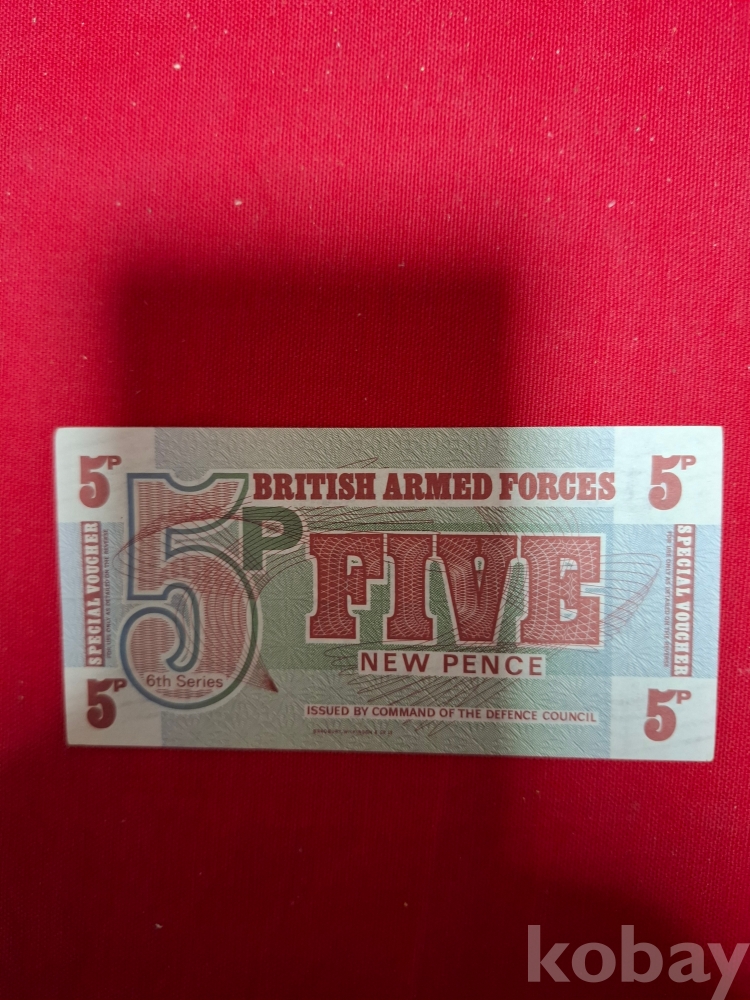 5P
5P
BRITISH ARMED FORCES
5P
FIVE
NEW PENCE
SPECIAL VOUCHER
SPECIAL VOUCHER
6th Series
5P
ISSUED BY COMMAND OF THE DEFENCE COUNCIL
5P
kobay